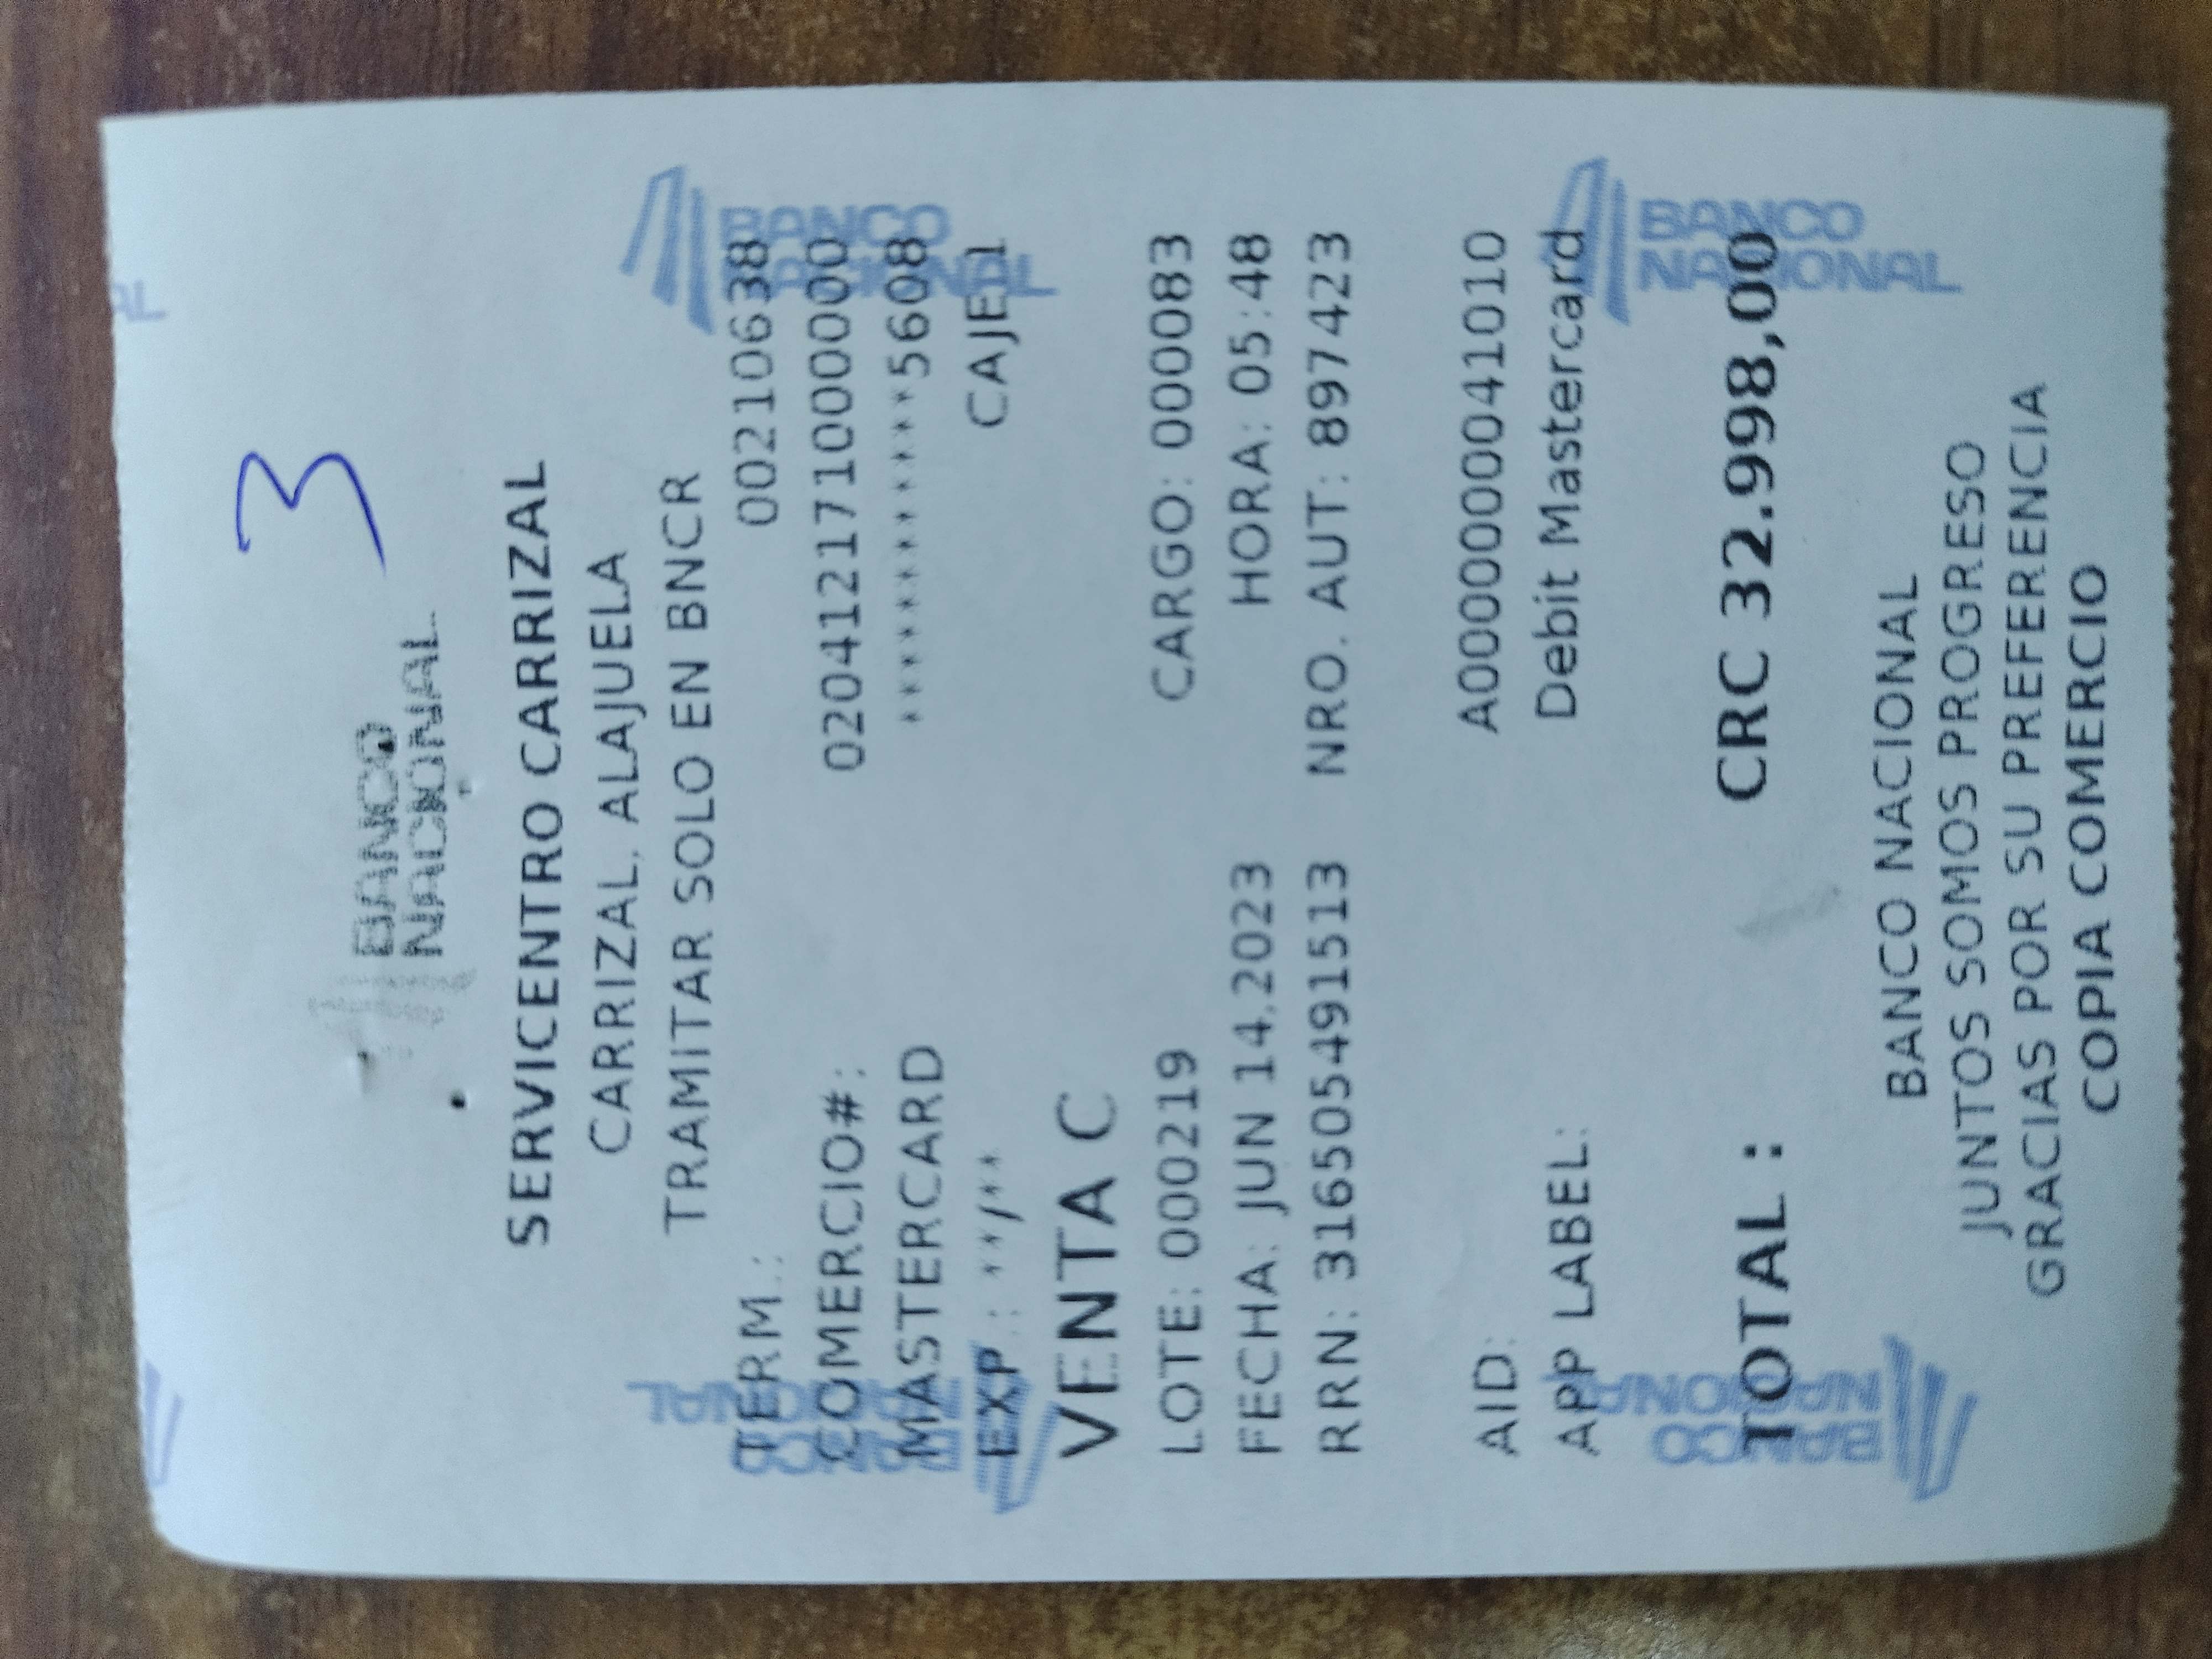 3
BANCO
NACIONAL
SERVICENTRO CARRIZAL
CARRIZAL, ALAJUELA
TRAMITAR SOLO EN BNCR
TERM.: 00210638
COMERCIO#: 020412171000000
MASTERCARD ************5608
EXP.: **/** CAJE 1
VENTA C
LOTE: 000219 CARGO: 000083
FECHA: JUN 14,2023 HORA: 05:48
RRN: 316505491513 NRO. AUT: 897423
AID: A0000000041010
APP LABEL: Debit Mastercard
TOTAL : CRC 32.998,00
BANCO NACIONAL
JUNTOS SOMOS PROGRESO
GRACIAS POR SU PREFERENCIA
COPIA COMERCIO
BANCO
NACIONAL
BANCO
NACIONAL
BANCO
NACIONAL
BANCO
NACIONAL
AL